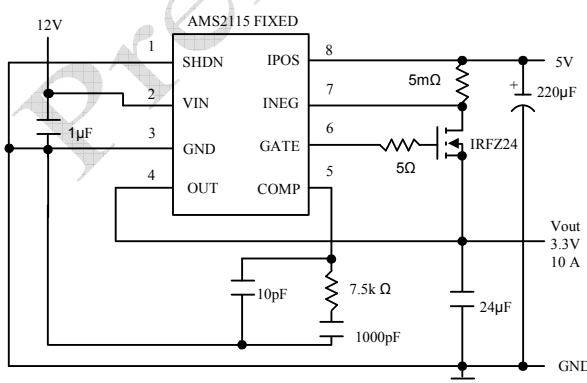 AMS2115 FIXED
12V
1 SHDN IPOS 8
5V
2 VIN INEG 7
5mΩ
+ 220µF
1µF
3 GND GATE 6
5Ω
IRFZ24
4 OUT COMP 5
Vout
3.3V
10 A
10pF
7.5k Ω
1000pF
24µF
GND
Pre